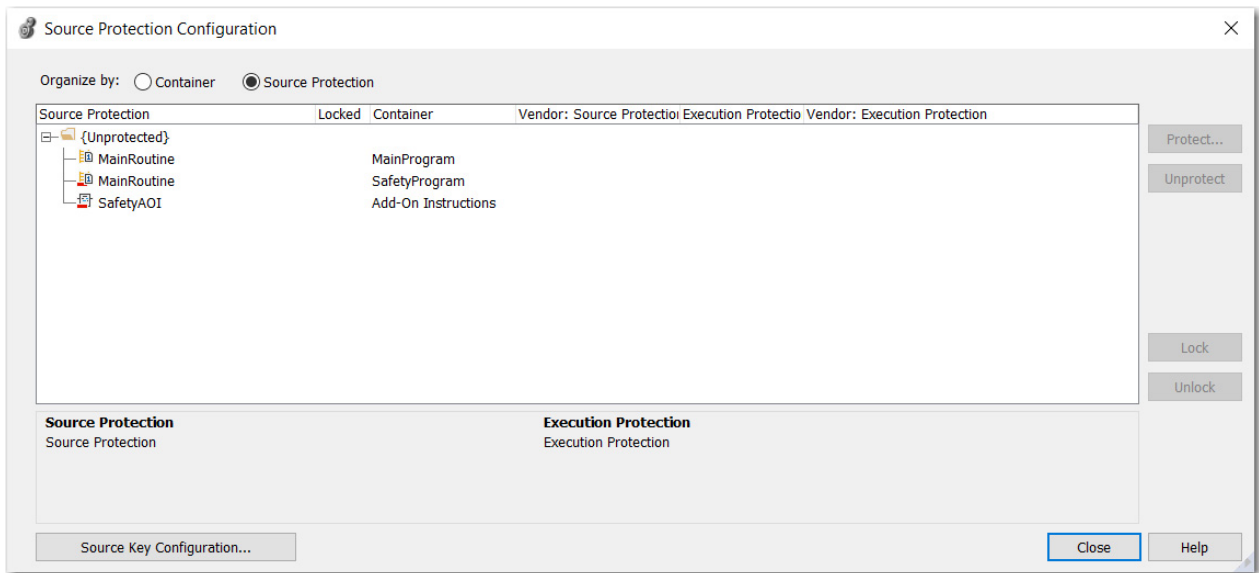 Source Protection Configuration
Organize by: Container Source Protection
Source Protection Locked Container Vendor: Source Protection Execution Protectio Vendor: Execution Protection
{Unprotected}
MainRoutine MainProgram
MainRoutine SafetyProgram
SafetyAOI Add-On Instructions
Protect...
Unprotect
Lock
Unlock
Source Protection Execution Protection
Source Protection Execution Protection
Source Key Configuration... Close Help